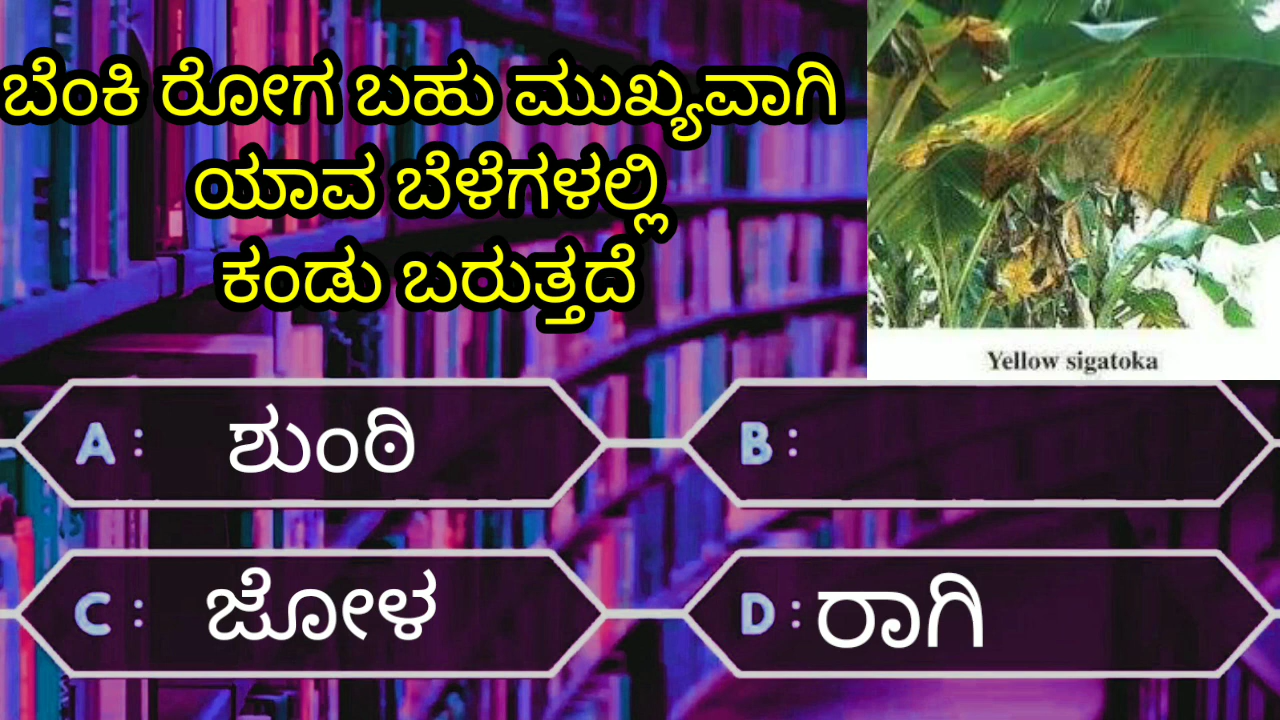 ಬೆಂಕಿ ರೋಗ ಬಹು ಮುಖ್ಯವಾಗಿ
ಯಾವ ಬೆಳೆಗಳಲ್ಲಿ
ಕಂಡು ಬರುತ್ತದೆ
Yellow sigatoka
A : ಶುಂಠಿ
B :
C : ಜೋಳ
D : ರಾಗಿ